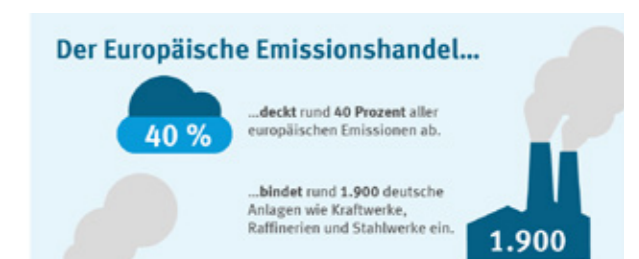 Der Europäische Emissionshandel...
40 %
...deckt rund 40 Prozent aller
europäischen Emissionen ab.
...bindet rund 1.900 deutsche
Anlagen wie Kraftwerke,
Raffinerien und Stahlwerke ein.
1.900